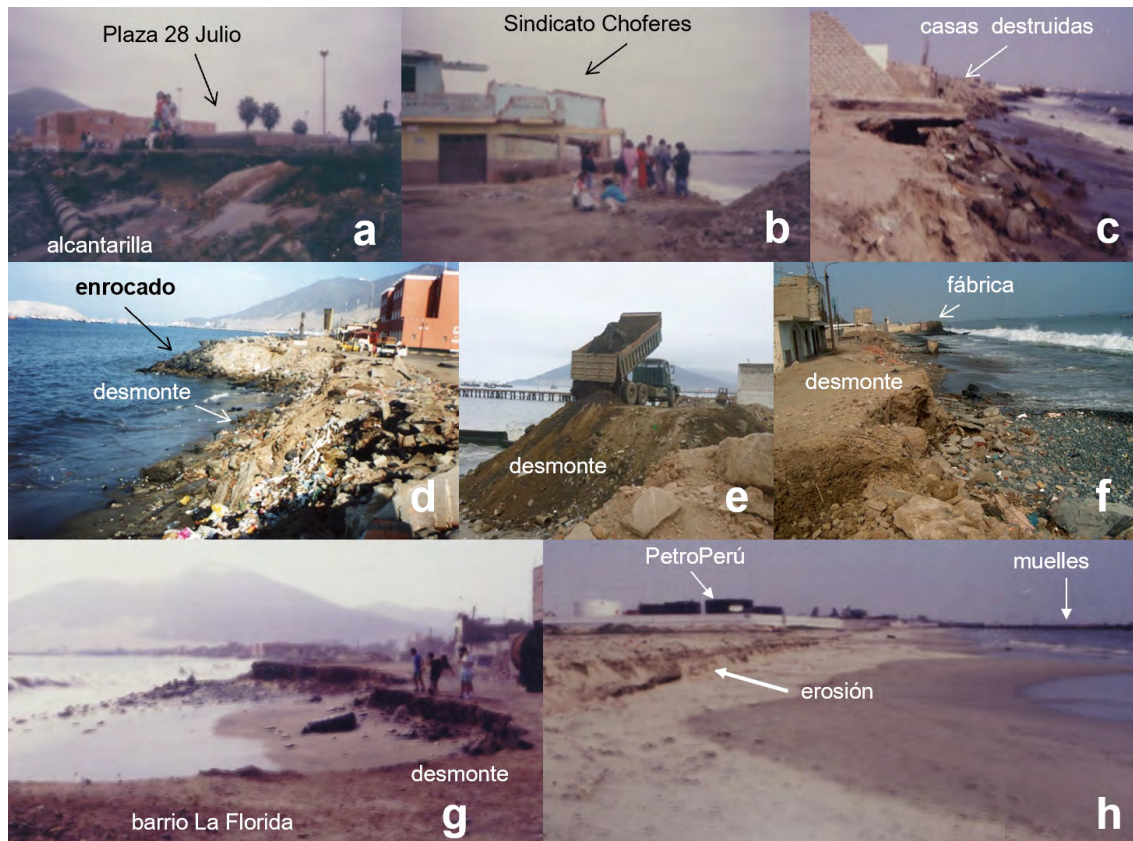 Plaza 28 Julio
alcantarilla
a
Sindicato Choferes
b
casas destruidas
c
enrocado
desmonte
d
desmonte
e
fábrica
desmonte
f
desmonte
barrio La Florida
g
PetroPerú
muelles
erosión
h